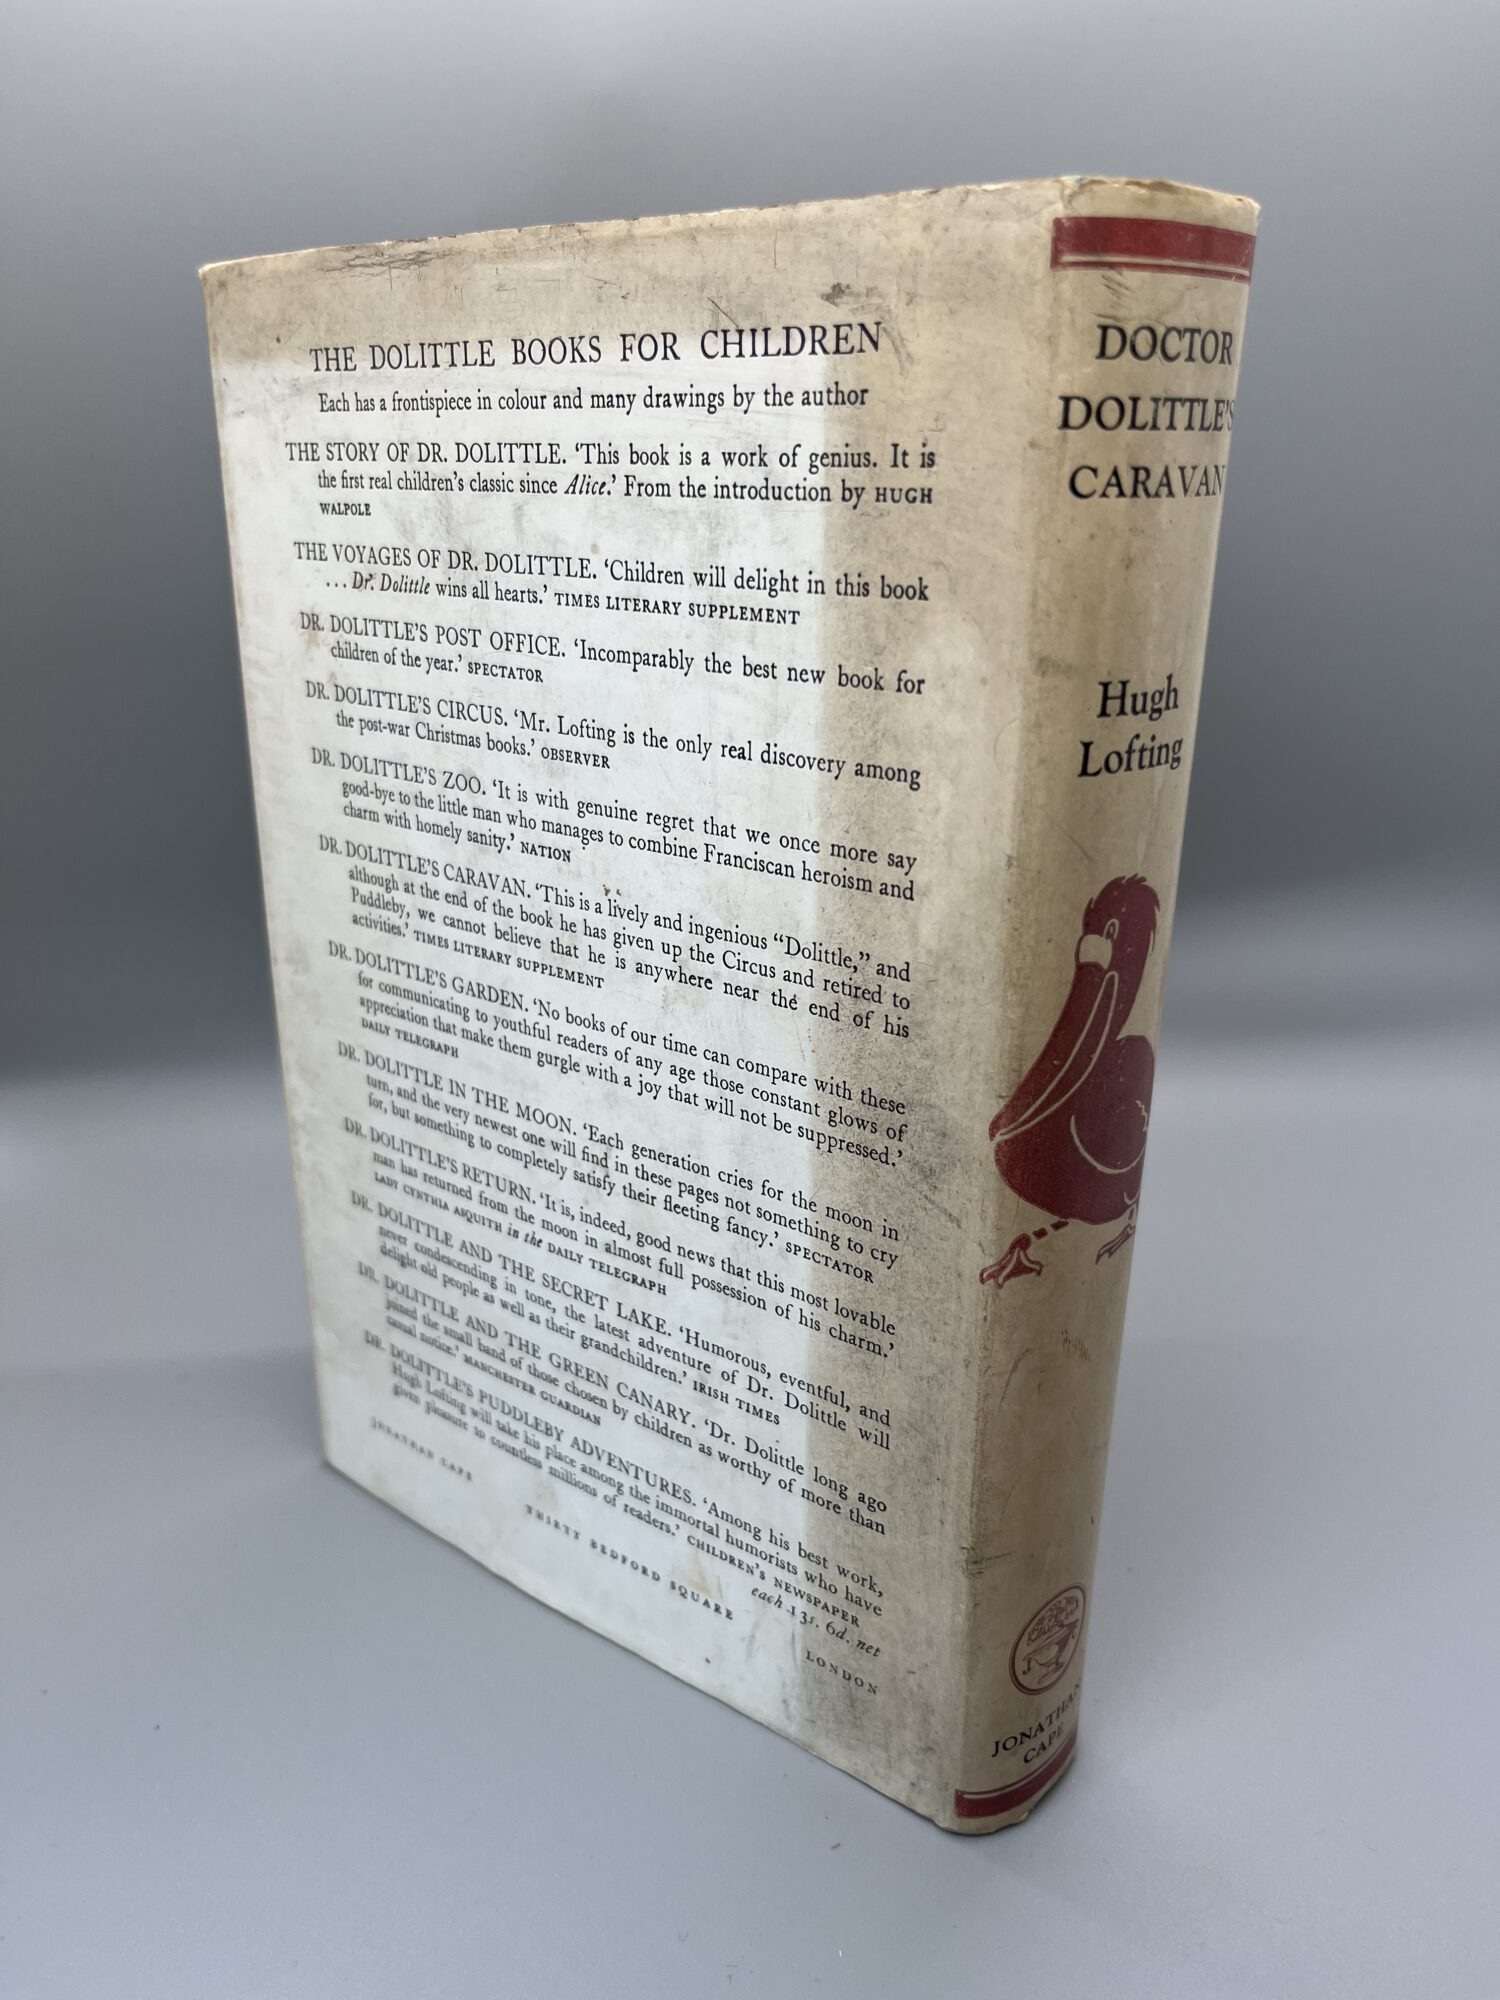 THE DOLITTLE BOOKS FOR CHILDREN
Each has a frontispiece in colour and many drawings by the author
THE STORY OF DR. DOLITTLE. ‘This book is a work of genius. It is
the first real children’s classic since Alice.’ From the introduction by HUGH
WALPOLE
THE VOYAGES OF DR. DOLITTLE. ‘Children will delight in this book
... Dr. Dolittle wins all hearts.’ TIMES LITERARY SUPPLEMENT
DR. DOLITTLE’S POST OFFICE. ‘Incomparably the best new book for
children of the year.’ SPECTATOR
DR. DOLITTLE’S CIRCUS. ‘Mr. Lofting is the only real discovery among
the post-war Christmas books.’ OBSERVER
DR. DOLITTLE’S ZOO. ‘It is with genuine regret that we once more say
good-bye to the little man who manages to combine Franciscan heroism and
charm with homely sanity.’ NATION
DR. DOLITTLE’S CARAVAN. ‘This is a lively and ingenious “Dolittle,” and
although at the end of the book he has given up the Circus and retired to
Puddleby, we cannot believe that he is anywhere near the end of his
activities.’ TIMES LITERARY SUPPLEMENT
DR. DOLITTLE’S GARDEN. ‘No books of our time can compare with these
for communicating to youthful readers of any age those constant glows of
appreciation that make them gurgle with a joy that will not be suppressed.’
DAILY TELEGRAPH
DR. DOLITTLE IN THE MOON. ‘Each generation cries for the moon in
turn, and the very newest one will find in these pages not something to cry
for, but something to completely satisfy their fleeting fancy.’ SPECTATOR
DR. DOLITTLE’S RETURN. ‘It is, indeed, good news that this most lovable
man has returned from the moon in almost full possession of his charm.’
LADY CYNTHIA ASQUITH in the DAILY TELEGRAPH
DR. DOLITTLE AND THE SECRET LAKE. ‘Humorous, eventful, and
never condescending in tone, the latest adventure of Dr. Dolittle will
delight old people as well as their grandchildren.’ IRISH TIMES
DR. DOLITTLE AND THE GREEN CANARY. ‘Dr. Dolittle long ago
joined the small band of those chosen by children as worthy of more than
casual notice.’ MANCHESTER GUARDIAN
DR. DOLITTLE’S PUDDLEBY ADVENTURES. ‘Among his best work,
Hugh Lofting will take his place among the immortal humorists who have
given pleasure to countless millions of readers.’ CHILDREN’S NEWSPAPER
each 13s. 6d. net
JONATHAN CAPE THIRTY BEDFORD SQUARE LONDON
DOCTOR
DOLITTLE’S
CARAVAN
Hugh
Lofting
JONATHAN
CAPE